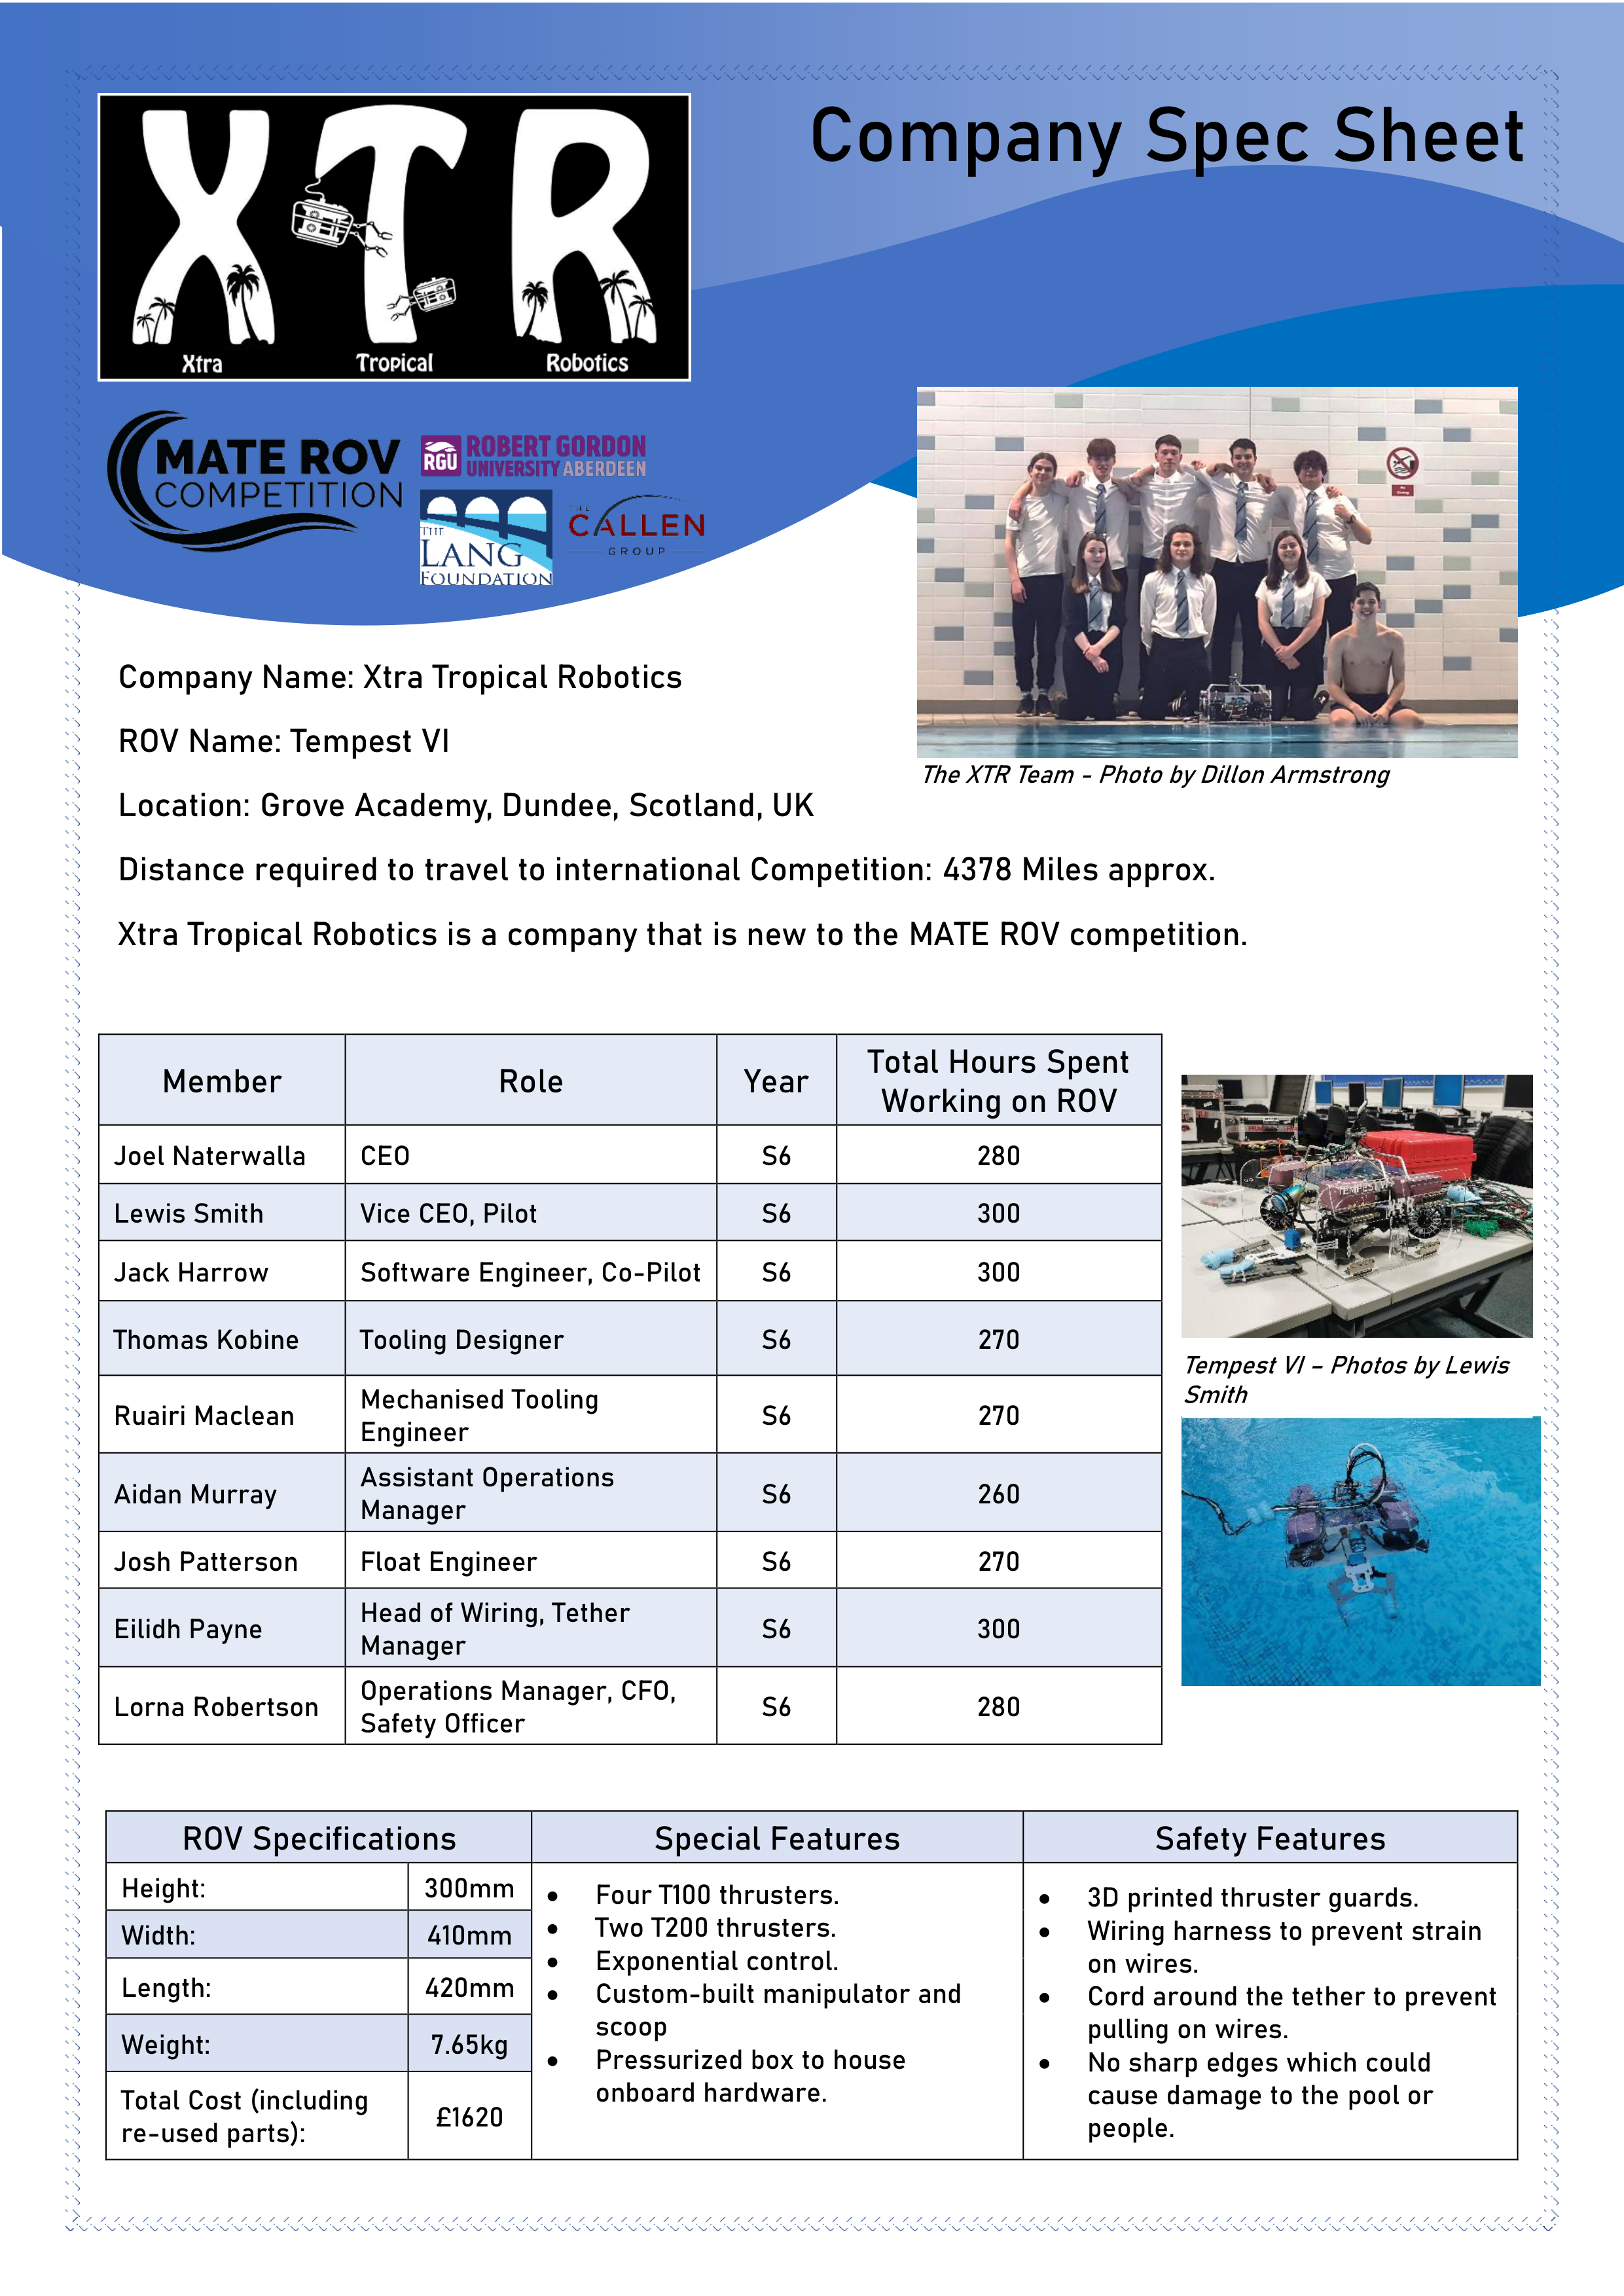 Company Spec Sheet
XTR
Xtra Tropical Robotics
MATE ROV
COMPETITION
RGU
ROBERT GORDON
UNIVERSITY ABERDEEN
THE
LANG
FOUNDATION
THE
CALLEN
GROUP
Company Name: Xtra Tropical Robotics
ROV Name: Tempest VI
The XTR Team - Photo by Dillon Armstrong
Location: Grove Academy, Dundee, Scotland, UK
Distance required to travel to international Competition: 4378 Miles approx.
Xtra Tropical Robotics is a company that is new to the MATE ROV competition.
Member Role Year Total Hours Spent
Working on ROV
Joel Naterwalla CEO S6 280
Lewis Smith Vice CEO, Pilot S6 300
Jack Harrow Software Engineer, Co-Pilot S6 300
Thomas Kobine Tooling Designer S6 270
Ruairi Maclean Mechanised Tooling
Engineer S6 270
Aidan Murray Assistant Operations
Manager S6 260
Josh Patterson Float Engineer S6 270
Eilidh Payne Head of Wiring, Tether
Manager S6 300
Lorna Robertson Operations Manager, CFO,
Safety Officer S6 280
TEMPEST VI
Tempest VI – Photos by Lewis
Smith
ROV Specifications
Height: 300mm
Width: 410mm
Length: 420mm
Weight: 7.65kg
Total Cost (including
re-used parts): £1620
Special Features
• Four T100 thrusters.
• Two T200 thrusters.
• Exponential control.
• Custom-built manipulator and
scoop
• Pressurized box to house
onboard hardware.
Safety Features
• 3D printed thruster guards.
• Wiring harness to prevent strain
on wires.
• Cord around the tether to prevent
pulling on wires.
• No sharp edges which could
cause damage to the pool or
people.